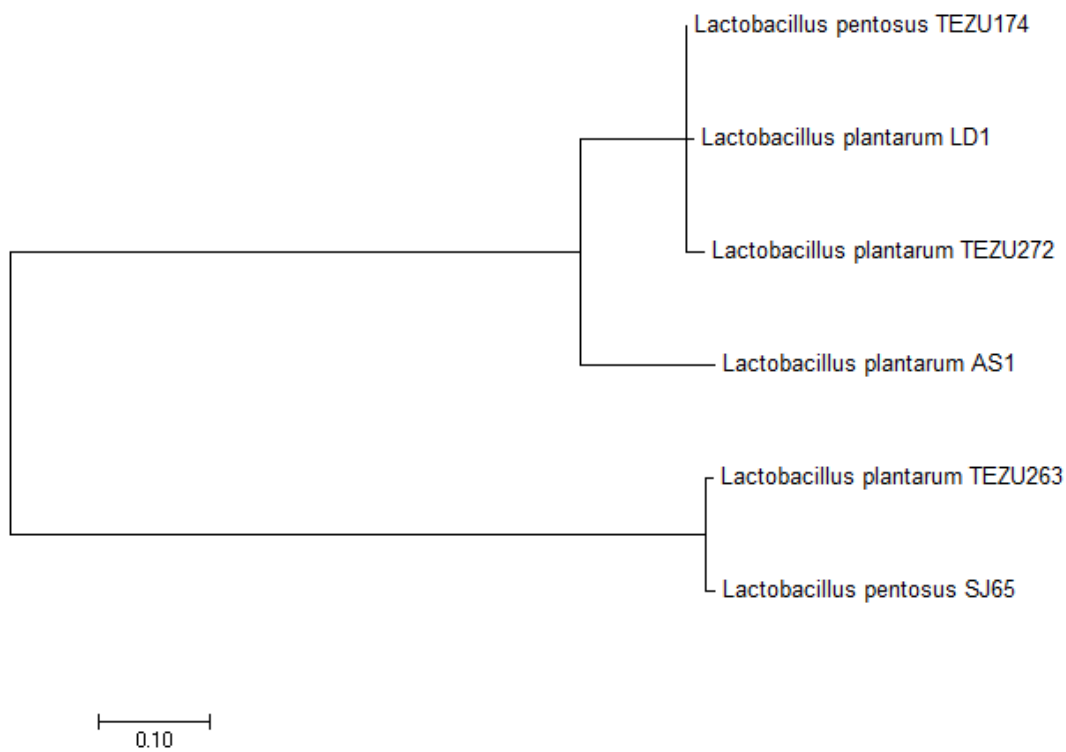 Lactobacillus pentosus TEZU174
Lactobacillus plantarum LD1
Lactobacillus plantarum TEZU272
Lactobacillus plantarum AS1
Lactobacillus plantarum TEZU263
Lactobacillus pentosus SJ65
0.10